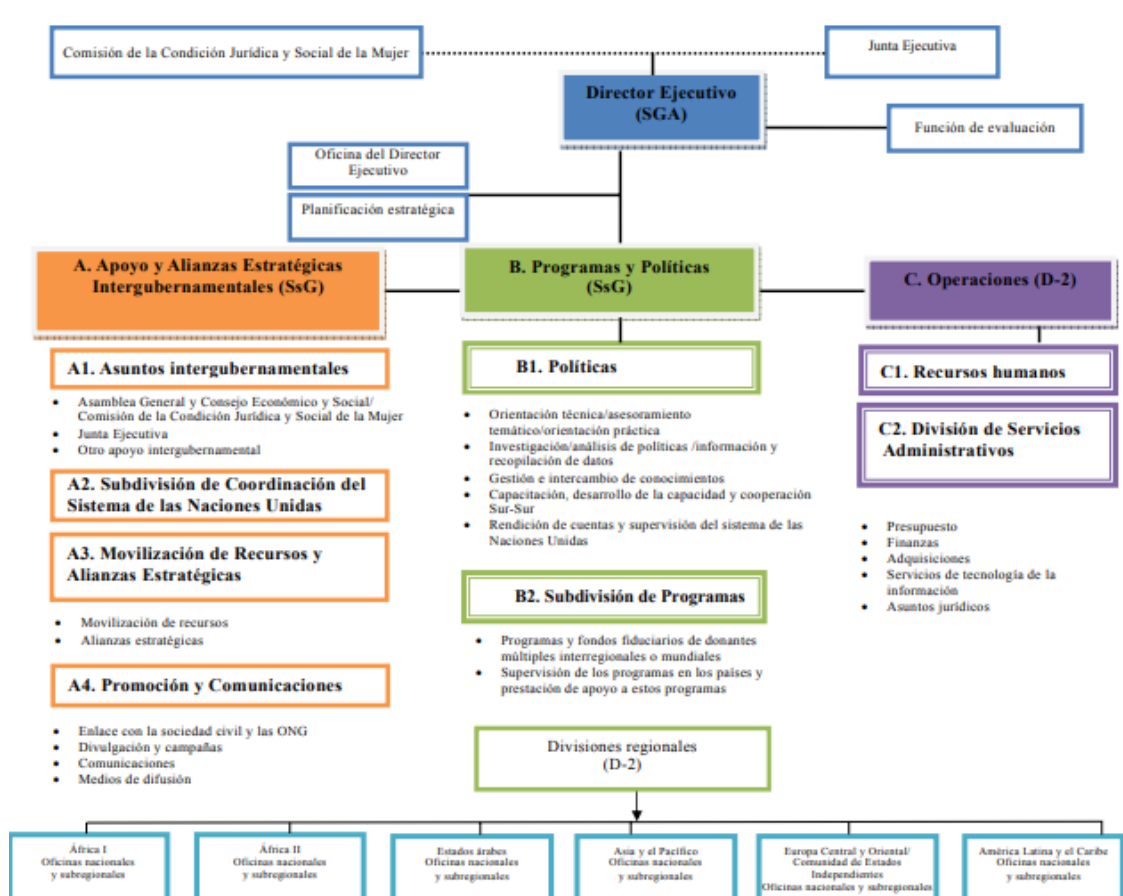 Comisión de la Condición Jurídica y Social de la Mujer
Junta Ejecutiva
Director Ejecutivo
(SGA)
Función de evaluación
Oficina del Director
Ejecutivo
Planificación estratégica
A. Apoyo y Alianzas Estratégicas
Intergubernamentales (SsG)
B. Programas y Políticas
(SsG)
C. Operaciones (D-2)
A1. Asuntos intergubernamentales
• Asamblea General y Consejo Económico y Social/
Comisión de la Condición Jurídica y Social de la Mujer
• Junta Ejecutiva
• Otro apoyo intergubernamental
A2. Subdivisión de Coordinación del
Sistema de las Naciones Unidas
A3. Movilización de Recursos y
Alianzas Estratégicas
• Movilización de recursos
• Alianzas estratégicas
A4. Promoción y Comunicaciones
• Enlace con la sociedad civil y las ONG
• Divulgación y campañas
• Comunicaciones
• Medios de difusión
B1. Políticas
• Orientación técnica/asesoramiento
temático/orientación práctica
• Investigación/análisis de políticas /información y
recopilación de datos
• Gestión e intercambio de conocimientos
• Capacitación, desarrollo de la capacidad y cooperación
Sur-Sur
• Rendición de cuentas y supervisión del sistema de las
Naciones Unidas
B2. Subdivisión de Programas
• Programas y fondos fiduciarios de donantes
múltiples interregionales o mundiales
• Supervisión de los programas en los países y
prestación de apoyo a estos programas
C1. Recursos humanos
C2. División de Servicios
Administrativos
• Presupuesto
• Finanzas
• Adquisiciones
• Servicios de tecnología de la
información
• Asuntos jurídicos
Divisiones regionales
(D-2)
África I
Oficinas nacionales
y subregionales
África II
Oficinas nacionales
y subregionales
Estados árabes
Oficinas nacionales
y subregionales
Asia y el Pacífico
Oficinas nacionales
y subregionales
Europa Central y Oriental/
Comunidad de Estados
Independientes
Oficinas nacionales y subregionales
América Latina y el Caribe
Oficinas nacionales
y subregionales